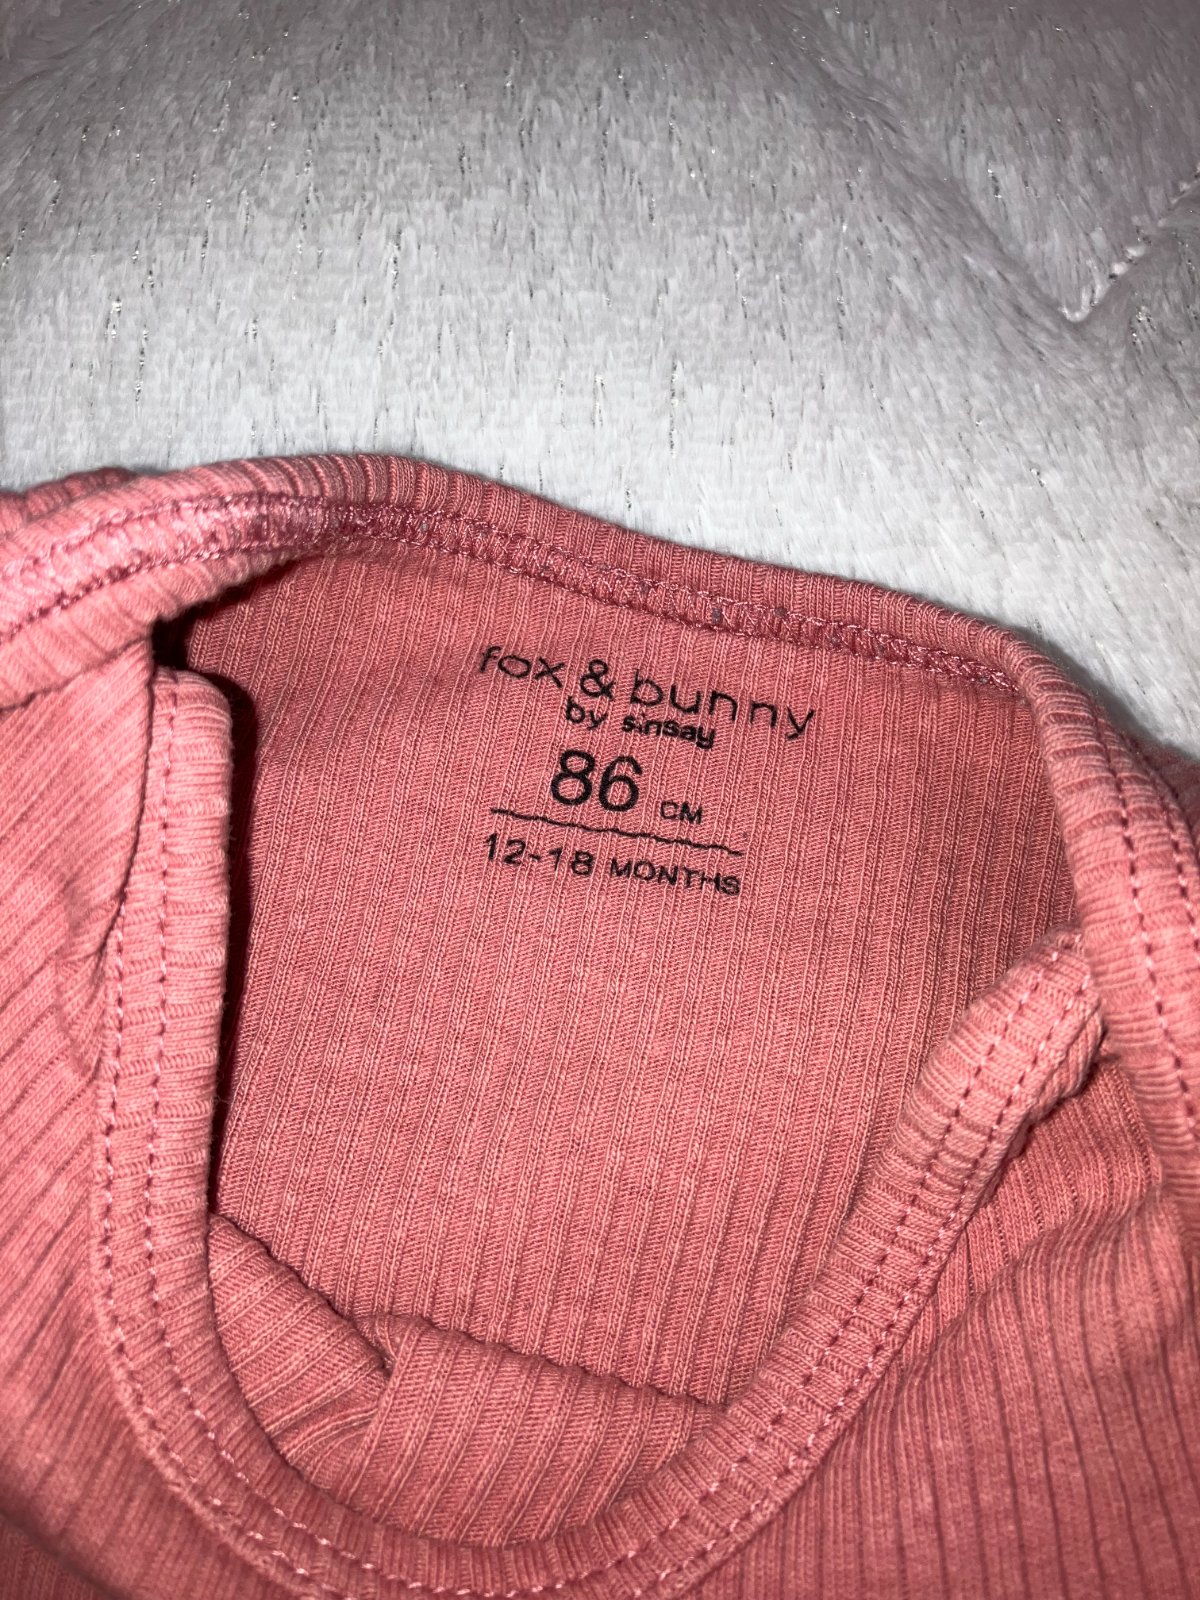 fox & bunny
by sinsay
86 CM
12-18 MONTHS